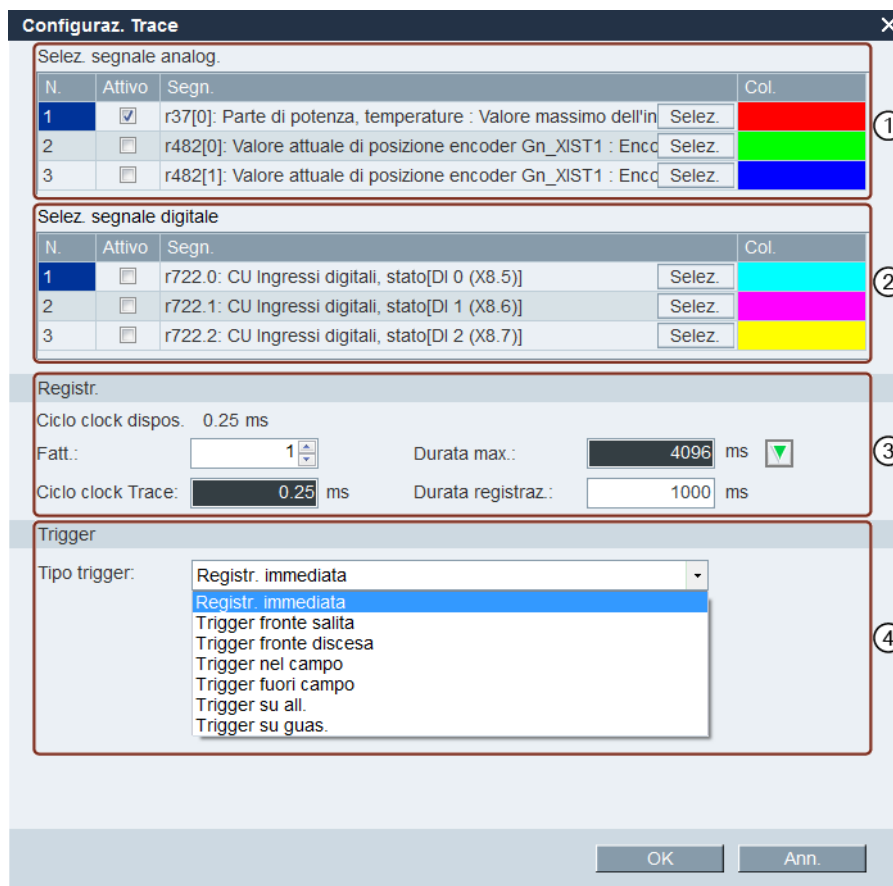 Configuraz. Trace
Selez. segnale analog.
N. Attivo Segn. Col.
1 r37[0]: Parte di potenza, temperature : Valore massimo dell'in Selez.
2 r482[0]: Valore attuale di posizione encoder Gn_XIST1 : Enco Selez.
3 r482[1]: Valore attuale di posizione encoder Gn_XIST1 : Enco Selez.
1
Selez. segnale digitale
N. Attivo Segn. Col.
1 r722.0: CU Ingressi digitali, stato[DI 0 (X8.5)] Selez.
2 r722.1: CU Ingressi digitali, stato[DI 1 (X8.6)] Selez.
3 r722.2: CU Ingressi digitali, stato[DI 2 (X8.7)] Selez.
2
Registr.
Ciclo clock dispos. 0.25 ms
Fatt.: 1 Durata max.: 4096 ms
Ciclo clock Trace: 0.25 ms Durata registraz.: 1000 ms
3
Trigger
Tipo trigger: Registr. immediata
Registr. immediata
Trigger fronte salita
Trigger fronte discesa
Trigger nel campo
Trigger fuori campo
Trigger su all.
Trigger su guas.
4
OK Ann.